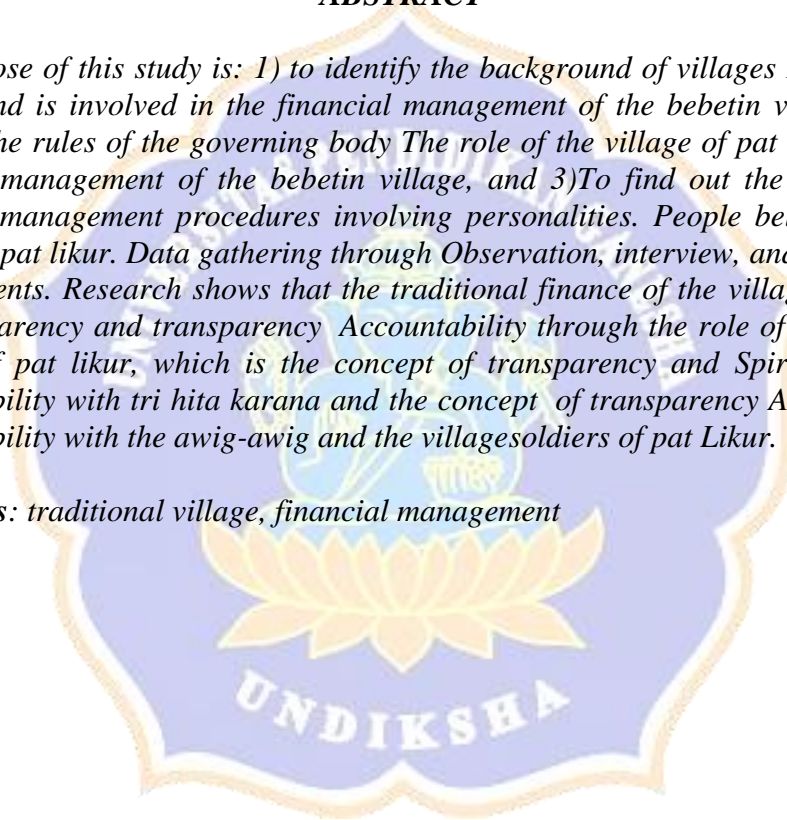 ABSTRACT
ose of this study is: 1) to identify the background of villages
nd is involved in the financial management of the bebetin v
he rules of the governing body The role of the village of pat
management of the bebetin village, and 3)To find out the
management procedures involving personalities. People be
pat likur. Data gathering through Observation, interview, and
ents. Research shows that the traditional finance of the villag
parency and transparency Accountability through the role of
f pat likur, which is the concept of transparency and Spir
bility with tri hita karana and the concept of transparency A
bility with the awig-awig and the villagesoldiers of pat Likur.
s: traditional village, financial management
UNDIKSHA